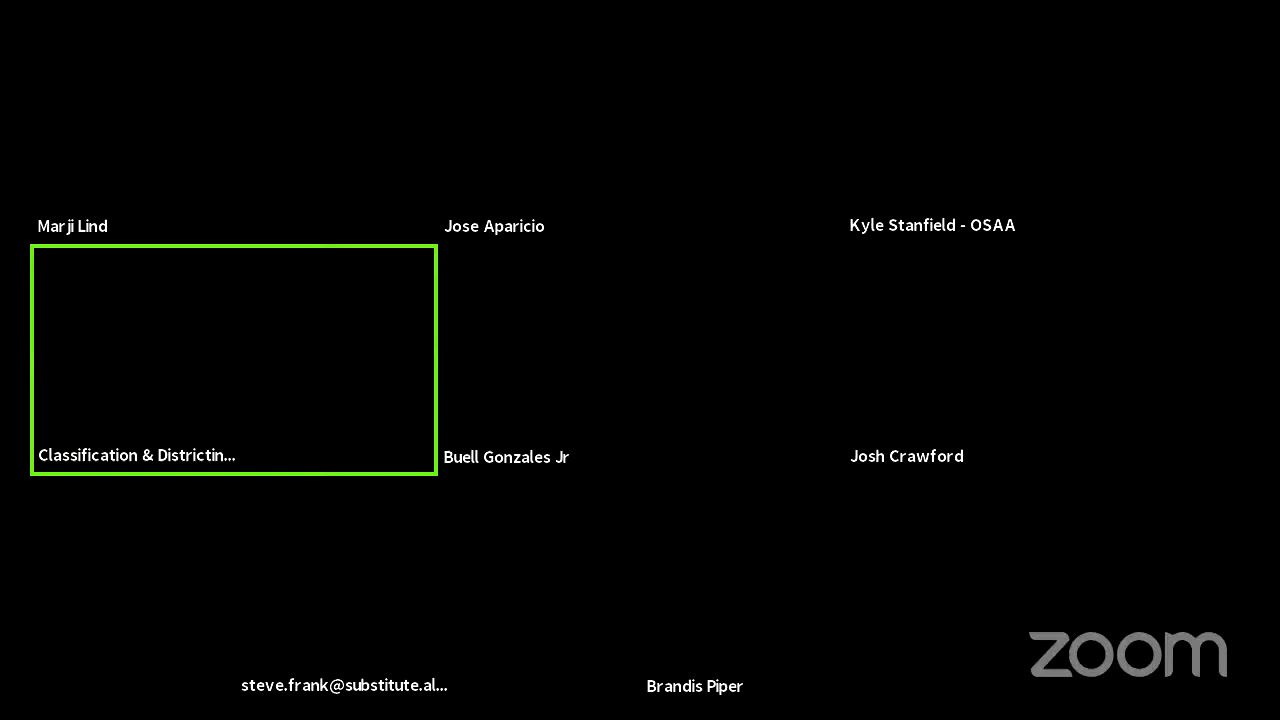 Marji Lind
Jose Aparicio
Kyle Stanfield - OSAA
Classification & Districtin...
Buell Gonzales Jr
Josh Crawford
steve.frank@substitute.al...
Brandis Piper
zoom